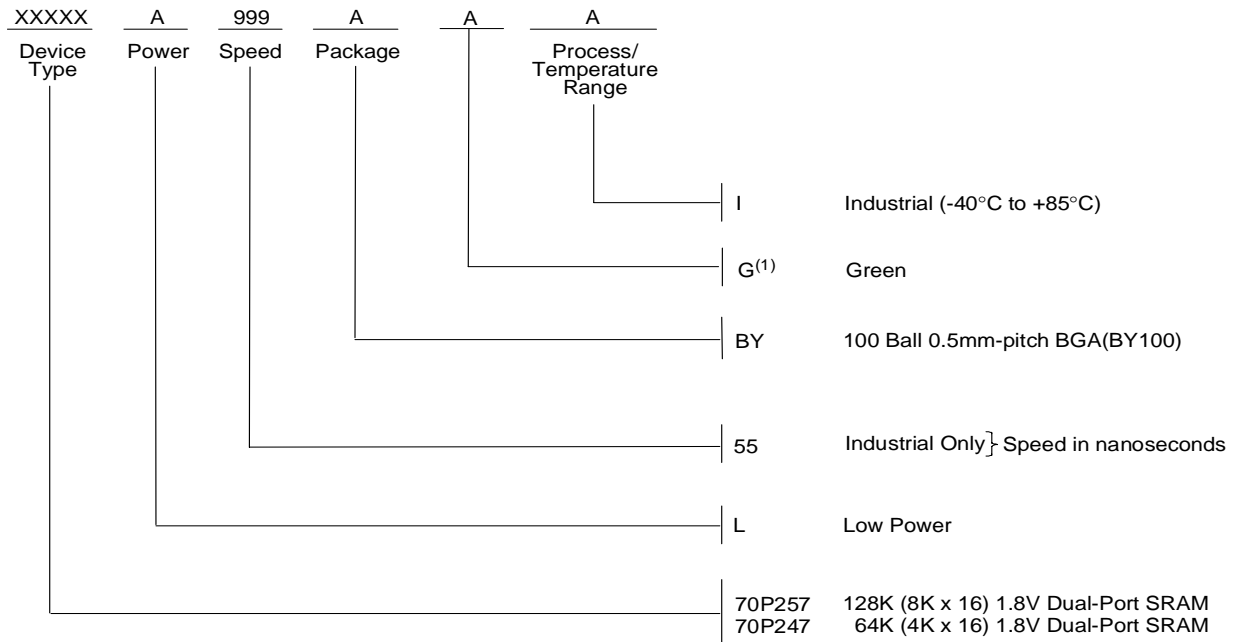 XXXXX A 999 A A A
Device Type Power Speed Package Process/ Temperature Range
I Industrial (-40°C to +85°C)
G(1) Green
BY 100 Ball 0.5mm-pitch BGA(BY100)
55 Industrial Only } Speed in nanoseconds
L Low Power
70P257 128K (8K x 16) 1.8V Dual-Port SRAM
70P247 64K (4K x 16) 1.8V Dual-Port SRAM